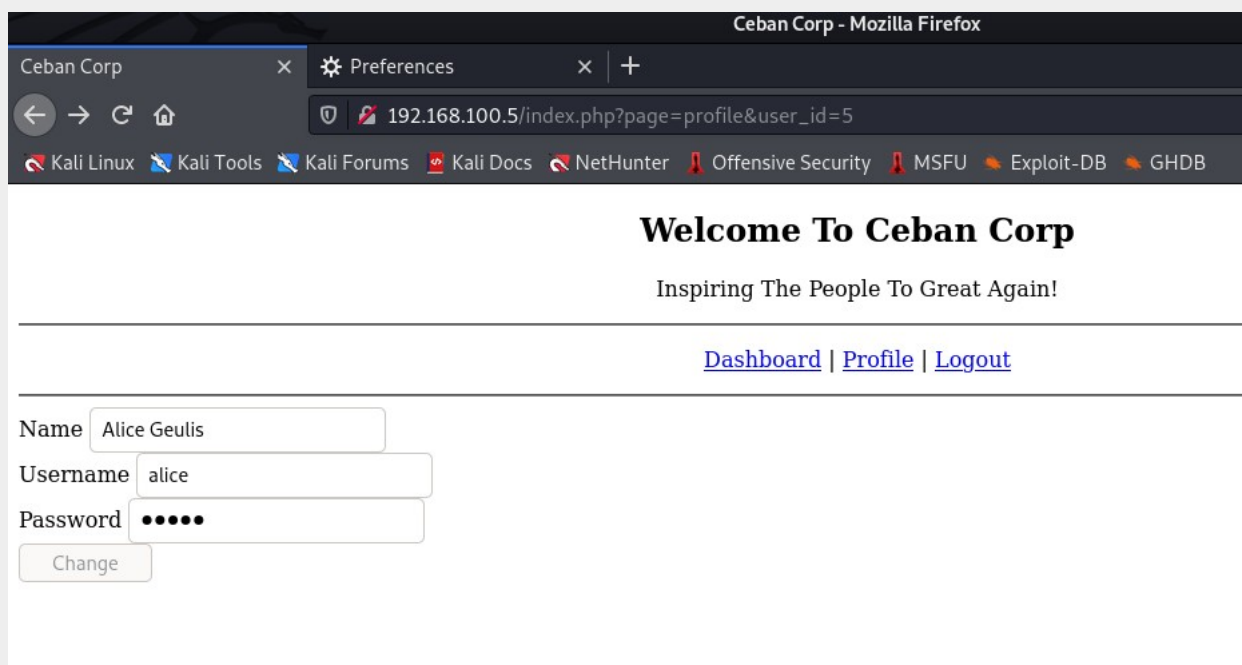 Ceban Corp - Mozilla Firefox
Ceban Corp
Preferences
192.168.100.5/index.php?page=profile&user_id=5
Kali Linux Kali Tools Kali Forums Kali Docs NetHunter Offensive Security MSFU Exploit-DB GHDB
Welcome To Ceban Corp
Inspiring The People To Great Again!
Dashboard | Profile | Logout
Name Alice Geulis
Username alice
Password •••••
Change